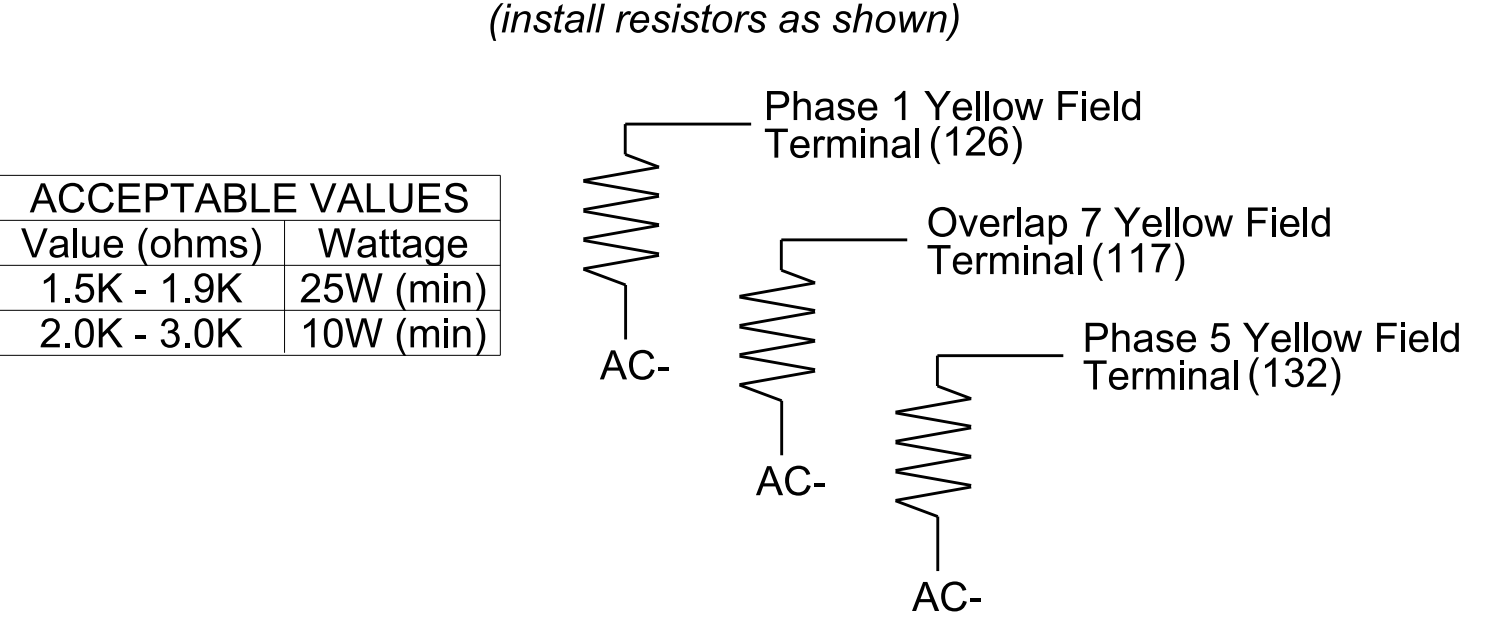 (install resistors as shown)
ACCEPTABLE VALUES
Value (ohms) Wattage
1.5K - 1.9K 25W (min)
2.0K - 3.0K 10W (min)
Phase 1 Yellow Field
Terminal (126)
AC-
Overlap 7 Yellow Field
Terminal (117)
AC-
Phase 5 Yellow Field
Terminal (132)
AC-